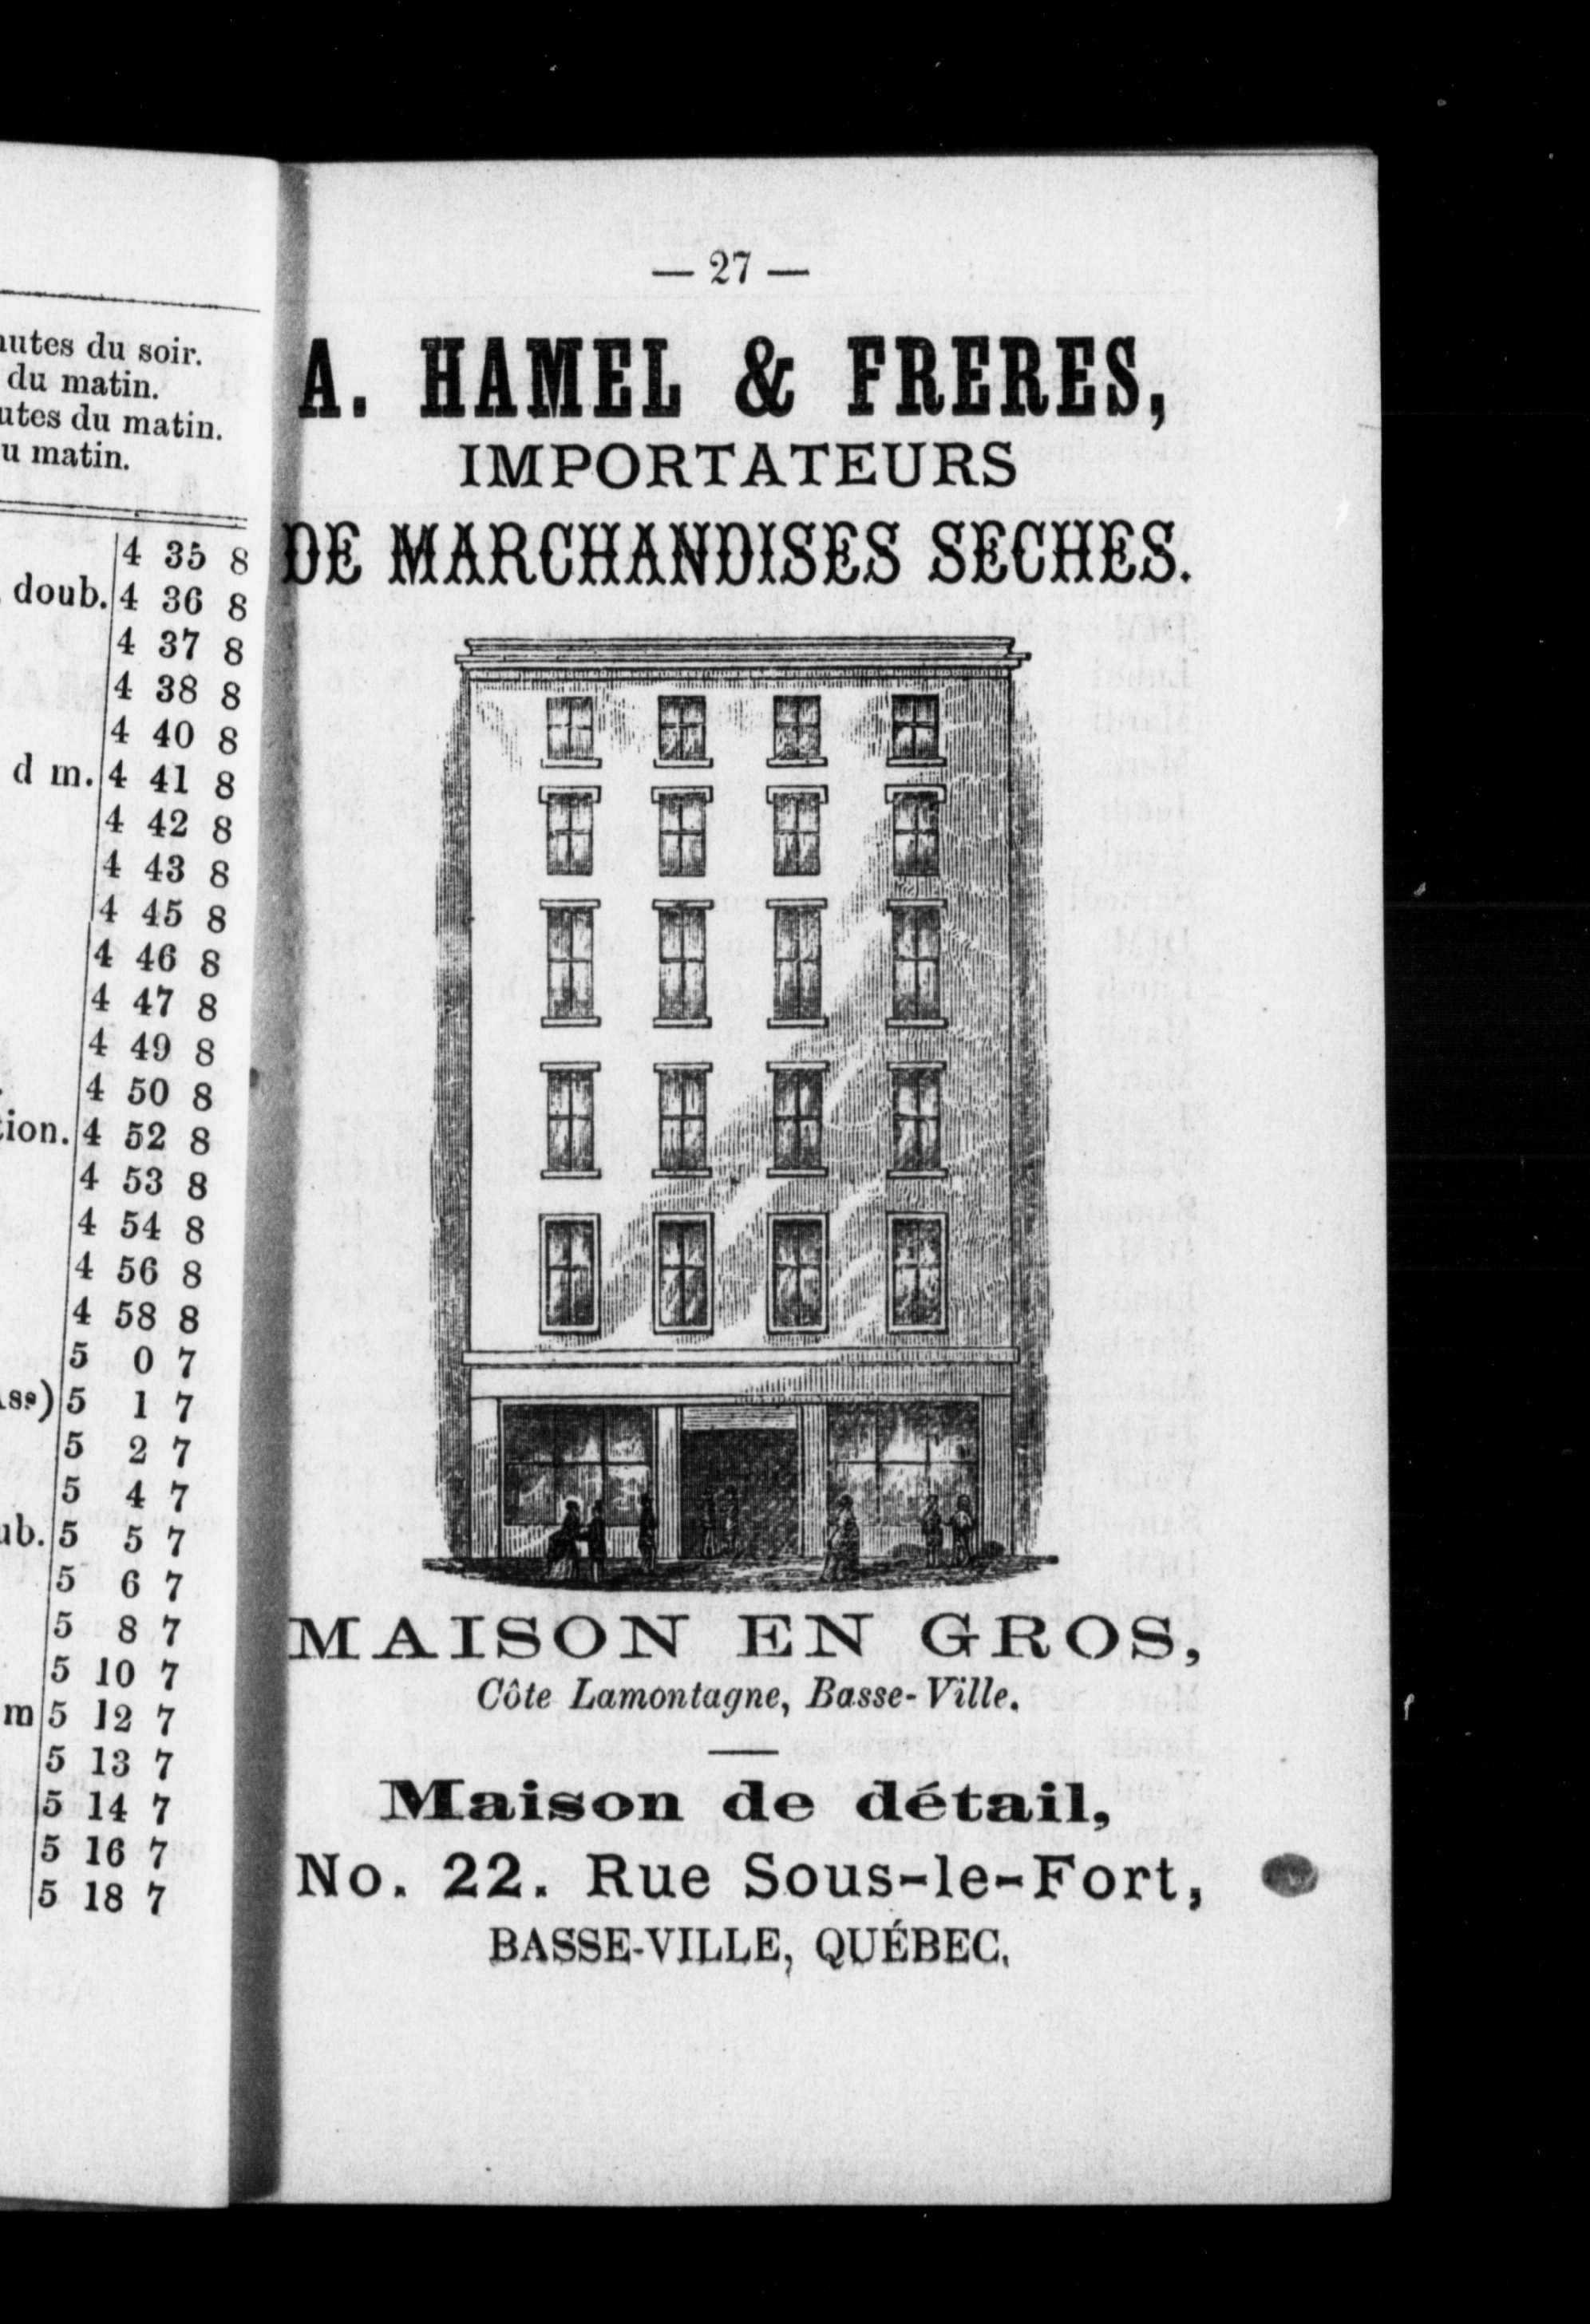 du soir.
du matin.
du matin.
matin.
4 35 8
doub. 4 36 8
4 37 8
4 38 8
4 40 8
d m. 4 41 8
4 42 8
4 43 8
4 45 8
4 46 8
4 47 8
4 49 8
4 50 8
4 52 8
4 53 8
4 54 8
4 56 8
4 58 8
5 0 7
5 1 7
5 2 7
5 4 7
5 5 7
5 6 7
5 8 7
5 10 7
m 5 12 7
5 13 7
5 14 7
5 16 7
5 18 7
— 27 —
A. HAMEL & FRERES,
IMPORTATEURS
DE MARCHANDISES SECHES.
MAISON EN GROS,
Côte Lamontagne, Basse-Ville.
Maison de détail,
No. 22. Rue Sous-le-Fort,
BASSE-VILLE, QUÉBEC.